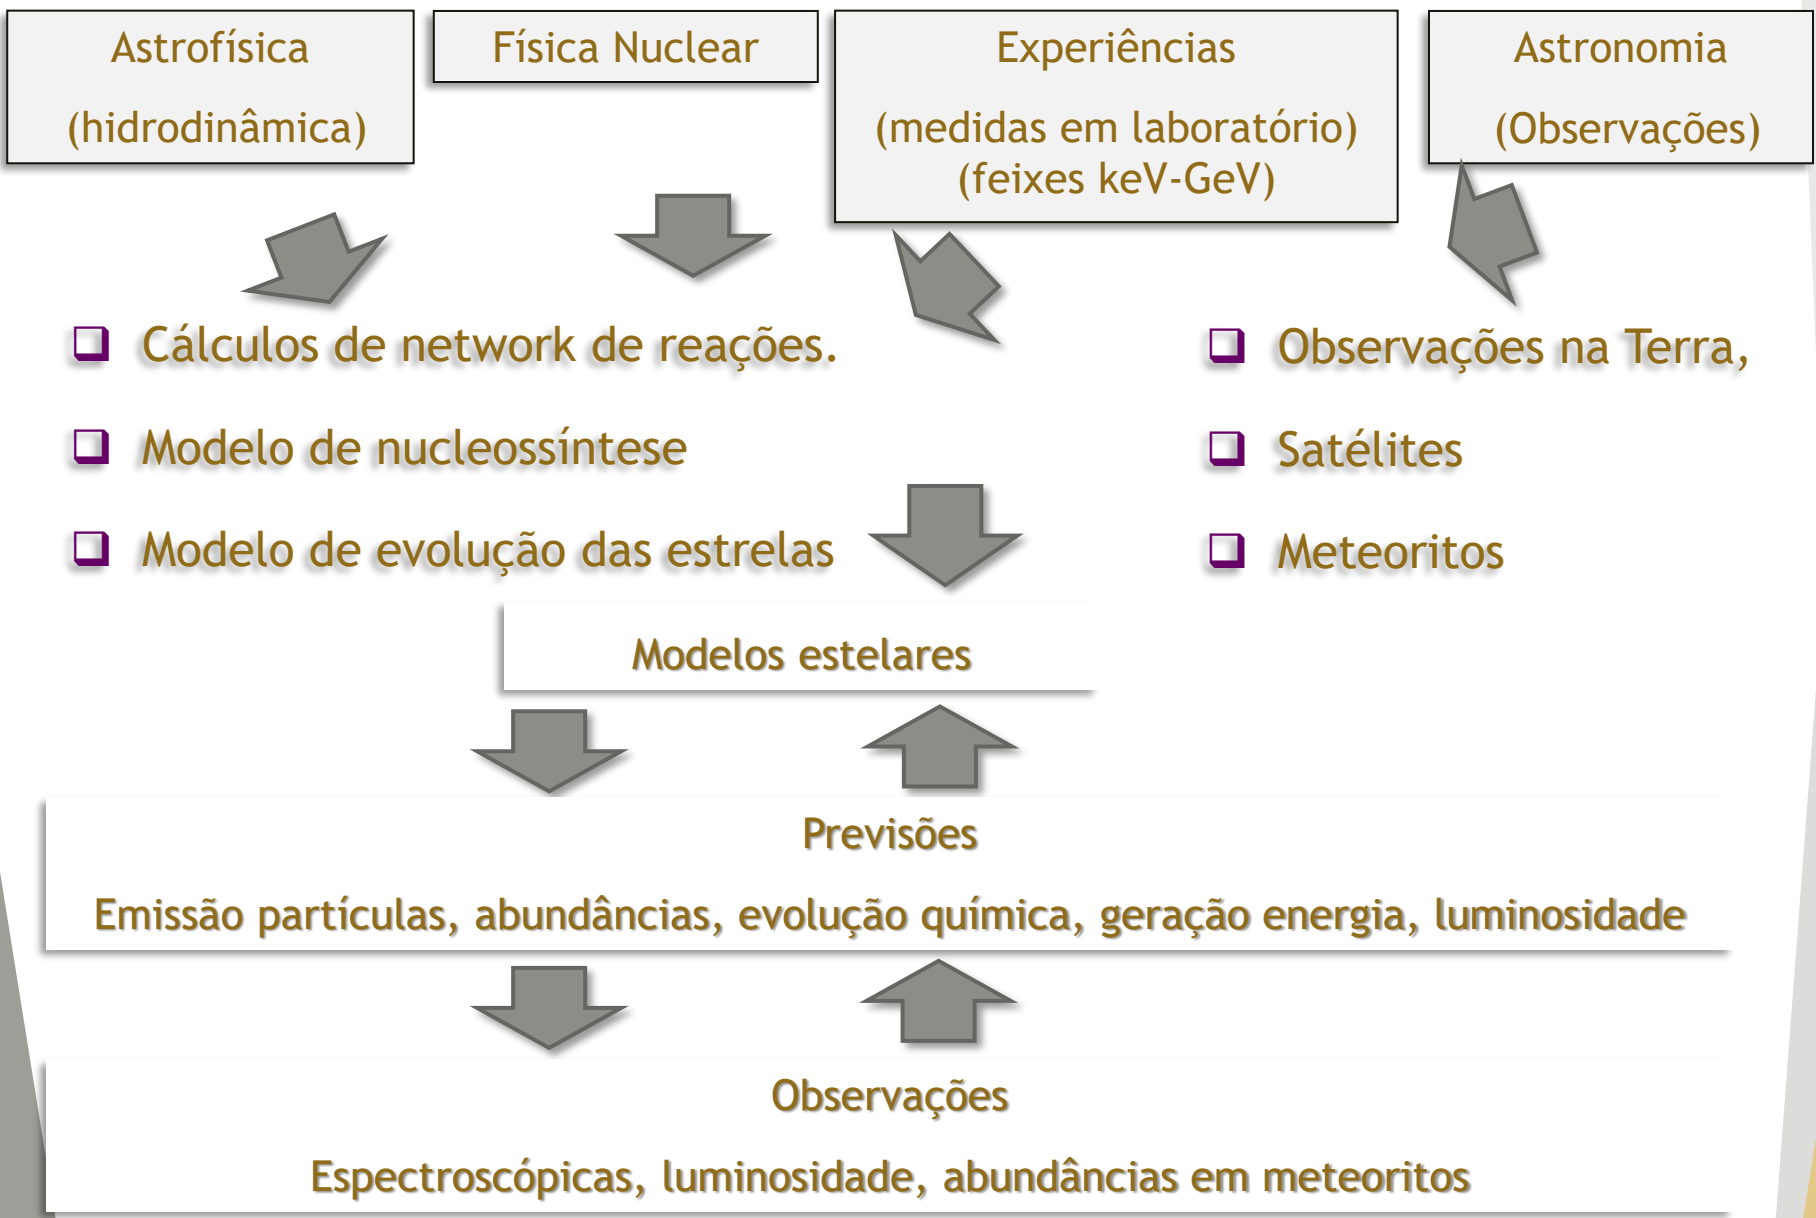 Astrofísica
(hidrodinâmica)
Física Nuclear
Experiências
(medidas em laboratório)
(feixes keV-GeV)
Astronomia
(Observações)
Cálculos de network de reações.
Modelo de nucleossíntese
Modelo de evolução das estrelas
Observações na Terra,
Satélites
Meteoritos
Modelos estelares
Previsões
Emissão partículas, abundâncias, evolução química, geração energia, luminosidade
Observações
Espectroscópicas, luminosidade, abundâncias em meteoritos